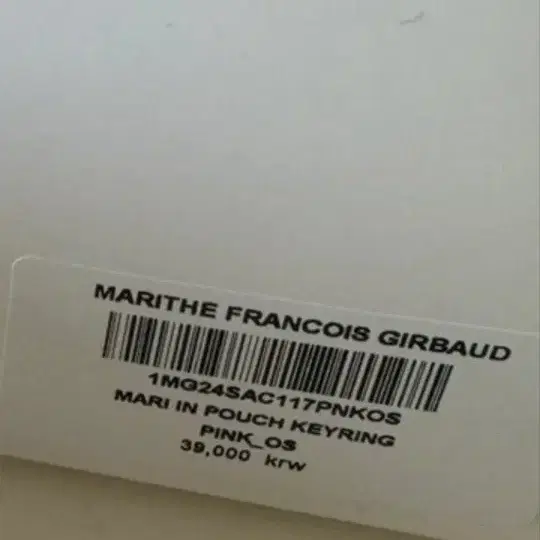 MARITHE FRANCOIS GIRBAUD
1MG24SAC117PNKOS
MARI IN POUCH KEYRING
PINK_OS
39,000 krw